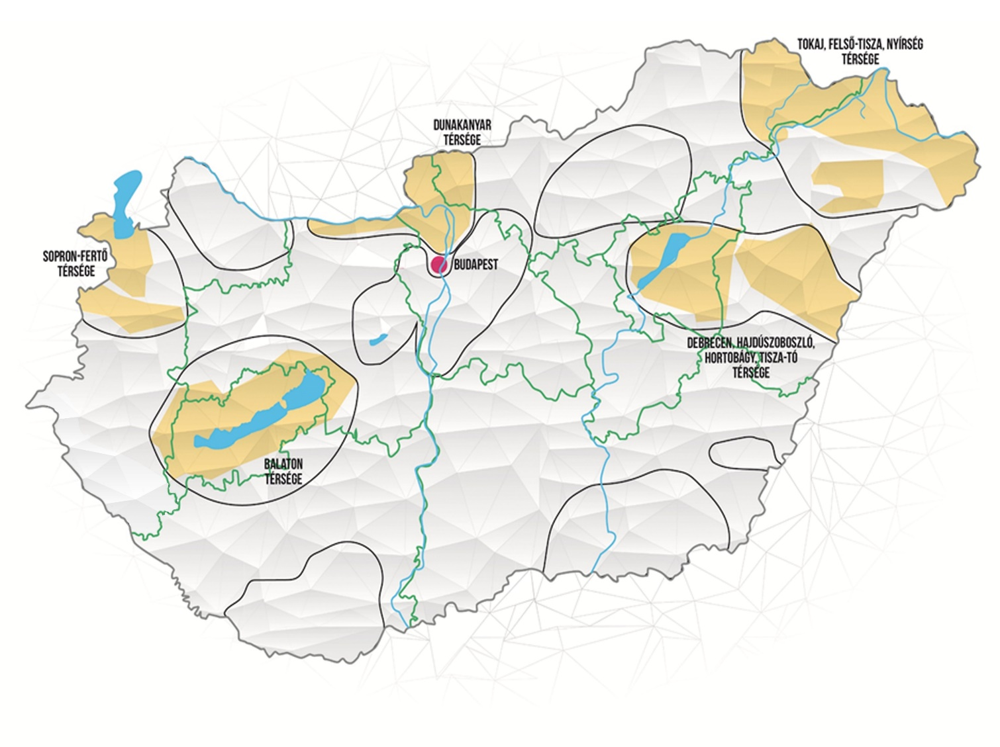 TOKAJ, FELSŐ-TISZA, NYÍRSÉG
TÉRSÉGE
DUNAKANYAR
TÉRSÉGE
SOPRON-FERTŐ
TÉRSÉGE
BUDAPEST
DEBRECEN, HAJDÚSZOBOSZLÓ,
HORTOBÁGY, TISZA-TÓ
TÉRSÉGE
BALATON
TÉRSÉGE